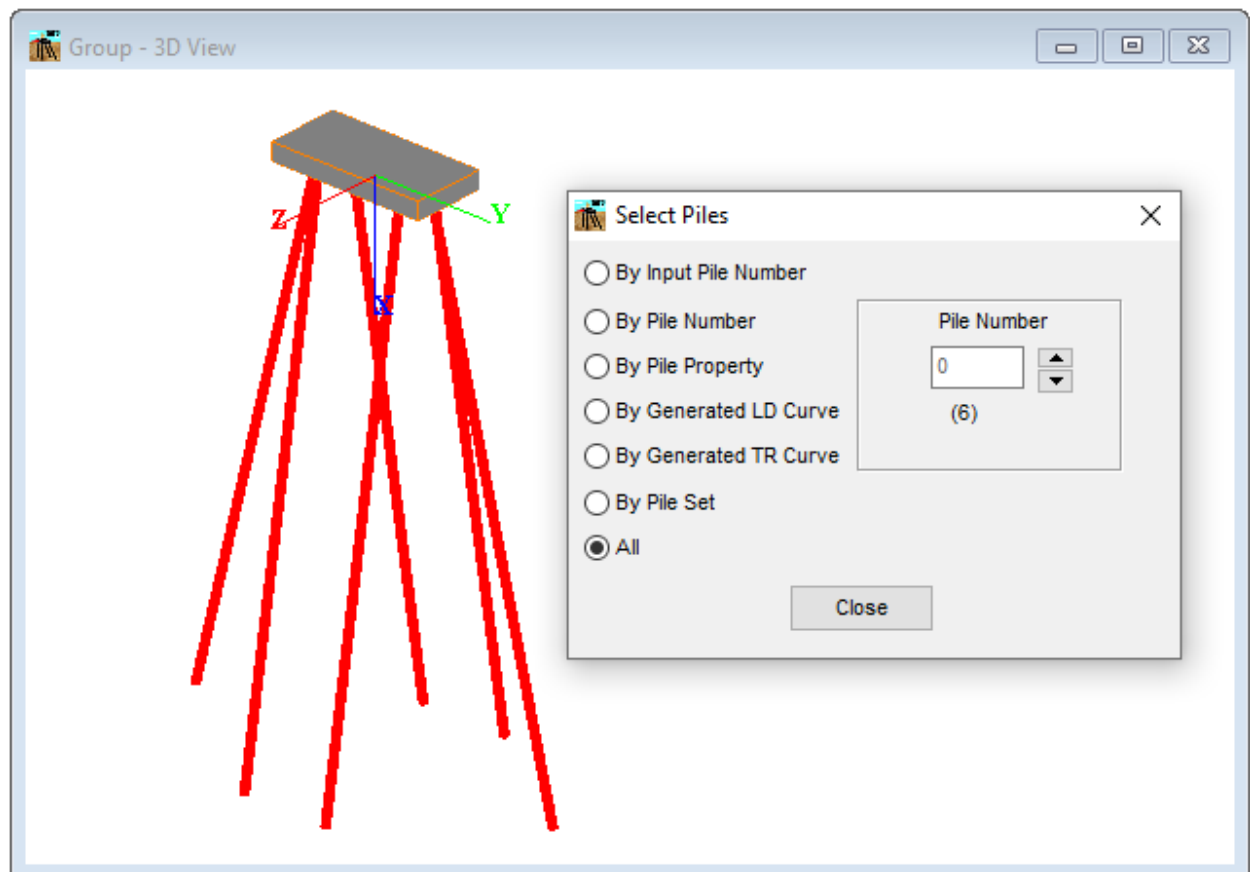 Group - 3D View
Z
Y
X
Select Piles
By Input Pile Number
By Pile Number
By Pile Property
By Generated LD Curve
By Generated TR Curve
By Pile Set
All
Pile Number
0
(6)
Close